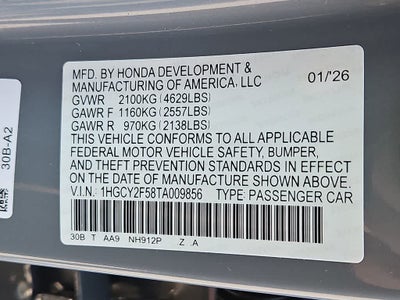 MFD. BY HONDA DEVELOPMENT &
MANUFACTURING OF AMERICA, LLC 01/'26
GVWR 2100KG (4629LBS)
GAWR F 1160KG (2557LBS)
GAWR R 970KG (2138LBS)
THIS VEHICLE CONFORMS TO ALL APPLICABLE
FEDERAL MOTOR VEHICLE SAFETY, BUMPER,
AND THEFT PREVENTION STANDARDS IN EFFECT
ON THE DATE OF MANUFACTURE SHOWN ABOVE.
V.I.N.: 1HGCY2F58TA009856 TYPE: PASSENGER CAR
30B T AA9 NH912P Z A
30B-A2